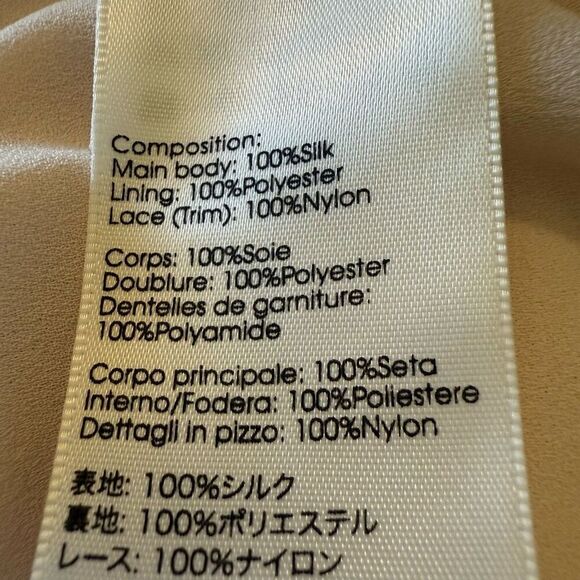 Composition:
Main body: 100%Silk
Lining: 100%Polyester
Lace (Trim): 100%Nylon
Corps: 100%Soie
Doublure: 100%Polyester
Dentelles de garniture:
100%Polyamide
Corpo principale: 100%Seta
Interno/Fodera: 100%Poliestere
Dettagli in pizzo: 100%Nylon
表地: 100%シルク
裏地: 100%ポリエステル
レース: 100%ナイロン